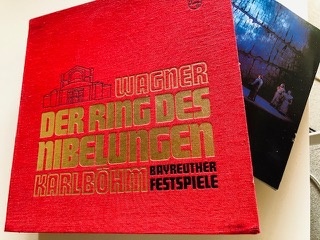 WAGNER
DER RING DES
NIBELUNGEN
KARL BÖHM BAYREUTHER
FESTSPIELE